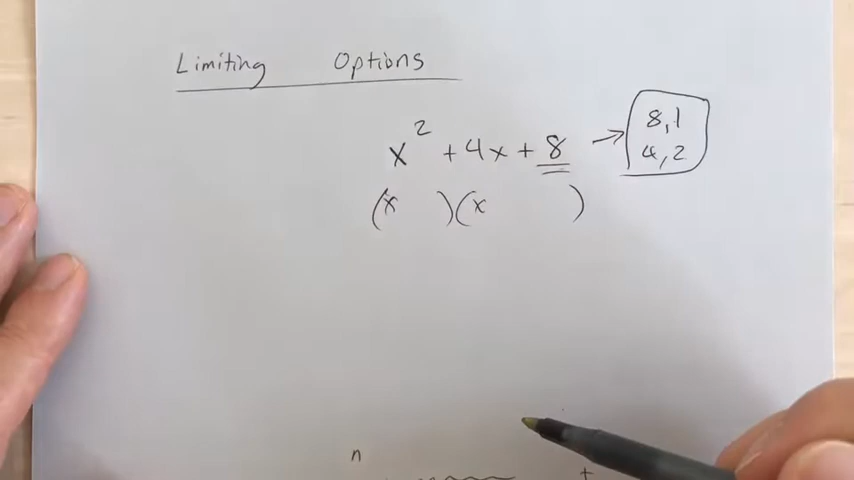 Limiting Options
x² + 4x + 8 → 8,1
4,2
(x )(x )
n
+